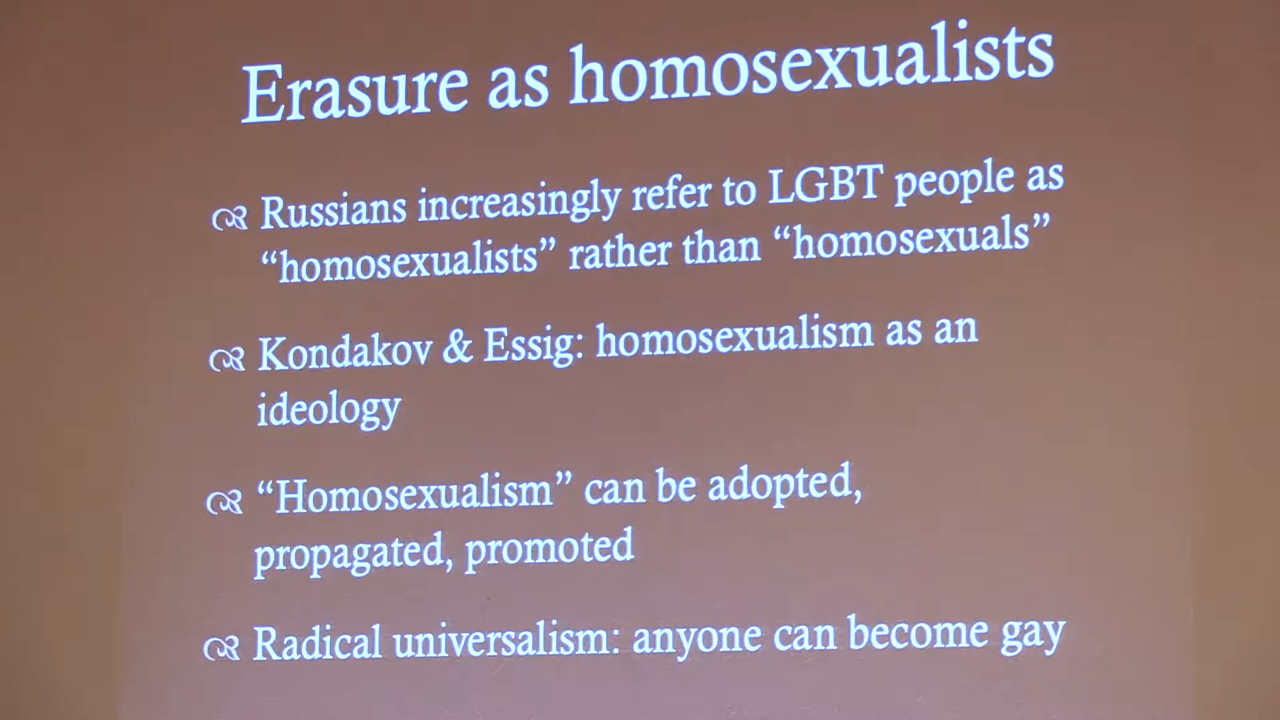 Erasure as homosexualists
Russians increasingly refer to LGBT people as
“homosexualists” rather than “homosexuals”
Kondakov & Essig: homosexualism as an
ideology
“Homosexualism” can be adopted,
propagated, promoted
Radical universalism: anyone can become gay